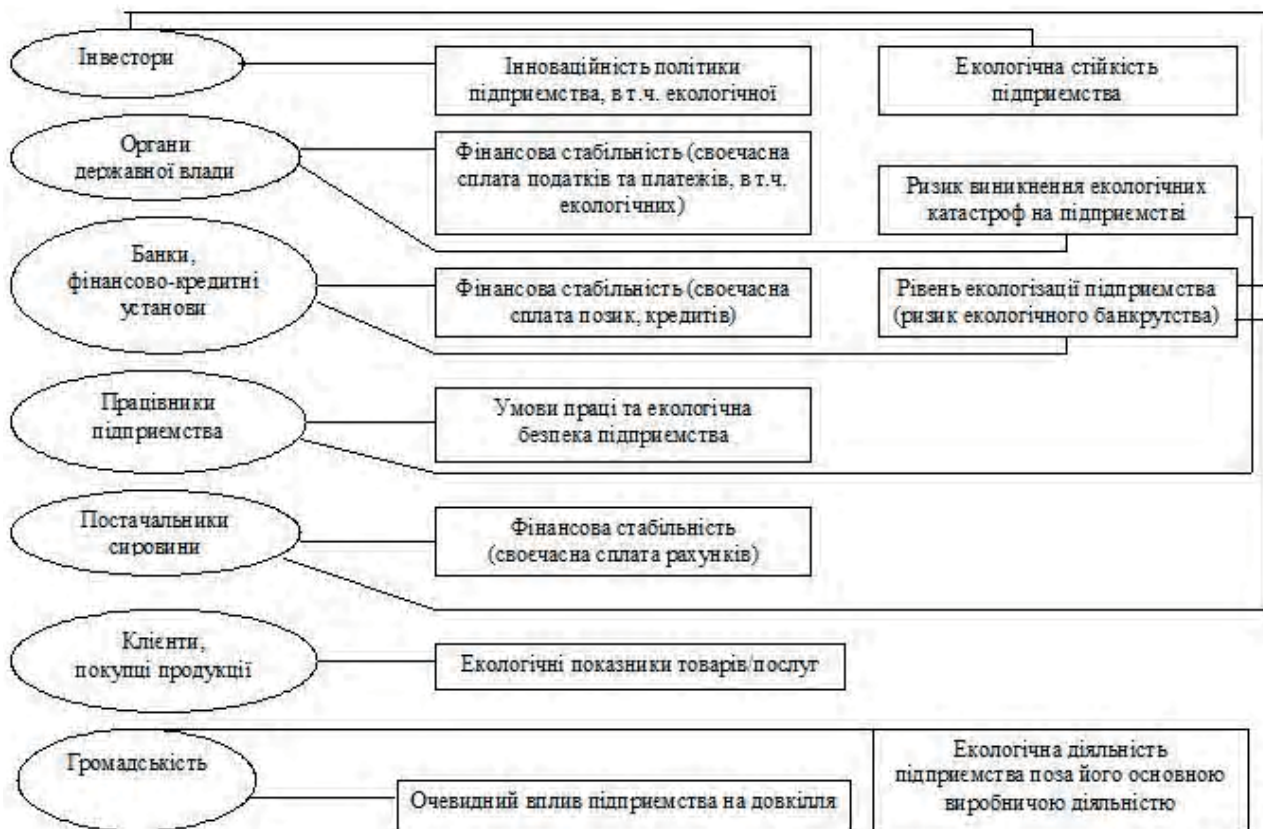 Інвестори
Інноваційність політики
підприємства, в т.ч. екологічної
Екологічна стійкість
підприємства
Органи
державної влади
Фінансова стабільність (своєчасна
сплата податків та платежів, в т.ч.
екологічних)
Ризик виникнення екологічних
катастроф на підприємстві
Банки,
фінансово-кредитні
установи
Фінансова стабільність (своєчасна
сплата позик, кредитів)
Рівень екологізації підприємства
(ризик екологічного банкрутства)
Працівники
підприємства
Умови праці та екологічна
безпека підприємства
Постачальники
сировини
Фінансова стабільність
(своєчасна сплата рахунків)
Клієнти,
покупці продукції
Екологічні показники товарів/послуг
Громадськість
Очевидний вплив підприємства на довкілля
Екологічна діяльність
підприємства поза його основною
виробничою діяльністю